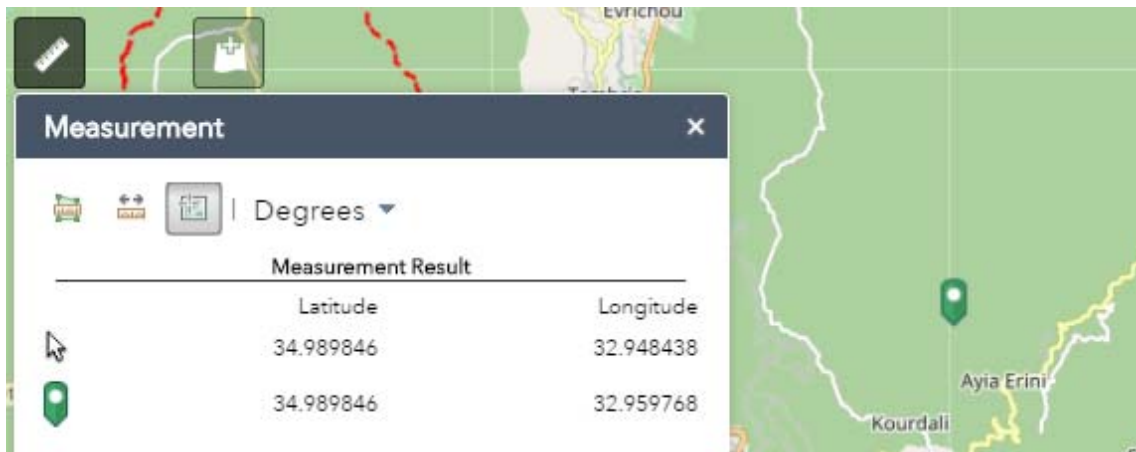 Evrichou
Measurement
Degrees
Measurement Result
Latitude Longitude
34.989846 32.948438
34.989846 32.959768
Ayia Erini
Kourdali